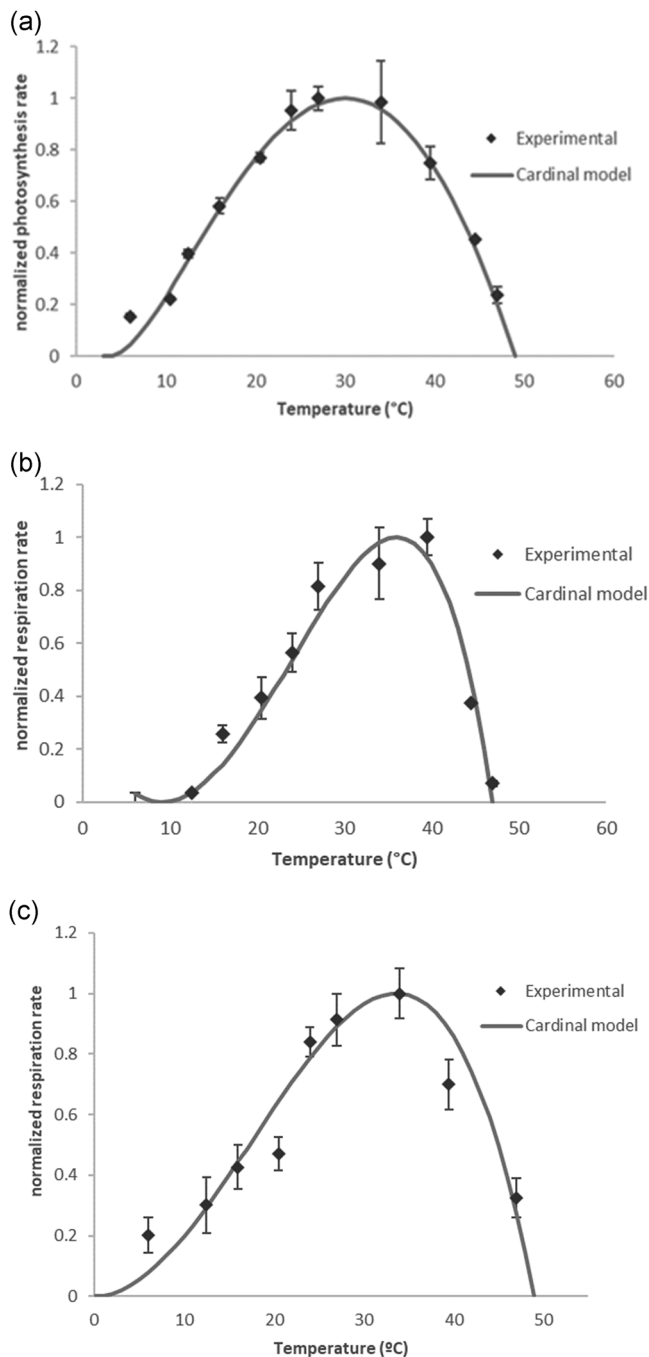 (a)
normalized photosynthesis rate
1.2
1
0.8
0.6
0.4
0.2
0
0 10 20 30 40 50 60
Temperature (°C)
Experimental
Cardinal model
(b)
normalized respiration rate
1.2
1
0.8
0.6
0.4
0.2
0
0 10 20 30 40 50 60
Temperature (°C)
Experimental
Cardinal model
(c)
normalized respiration rate
1.2
1
0.8
0.6
0.4
0.2
0
0 10 20 30 40 50
Temperature (ºC)
Experimental
Cardinal model